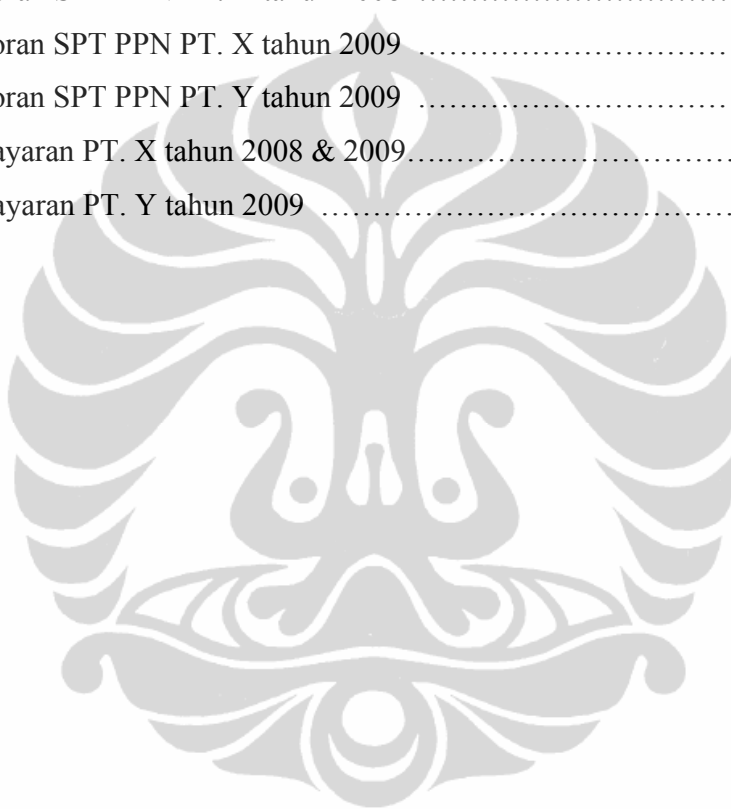 oran SPT PPN PT. X tahun 2009 ……………………………
oran SPT PPN PT. Y tahun 2009 ……………………………
ayaran PT. X tahun 2008 & 2009…..………………………
ayaran PT. Y tahun 2009 ……………………………………